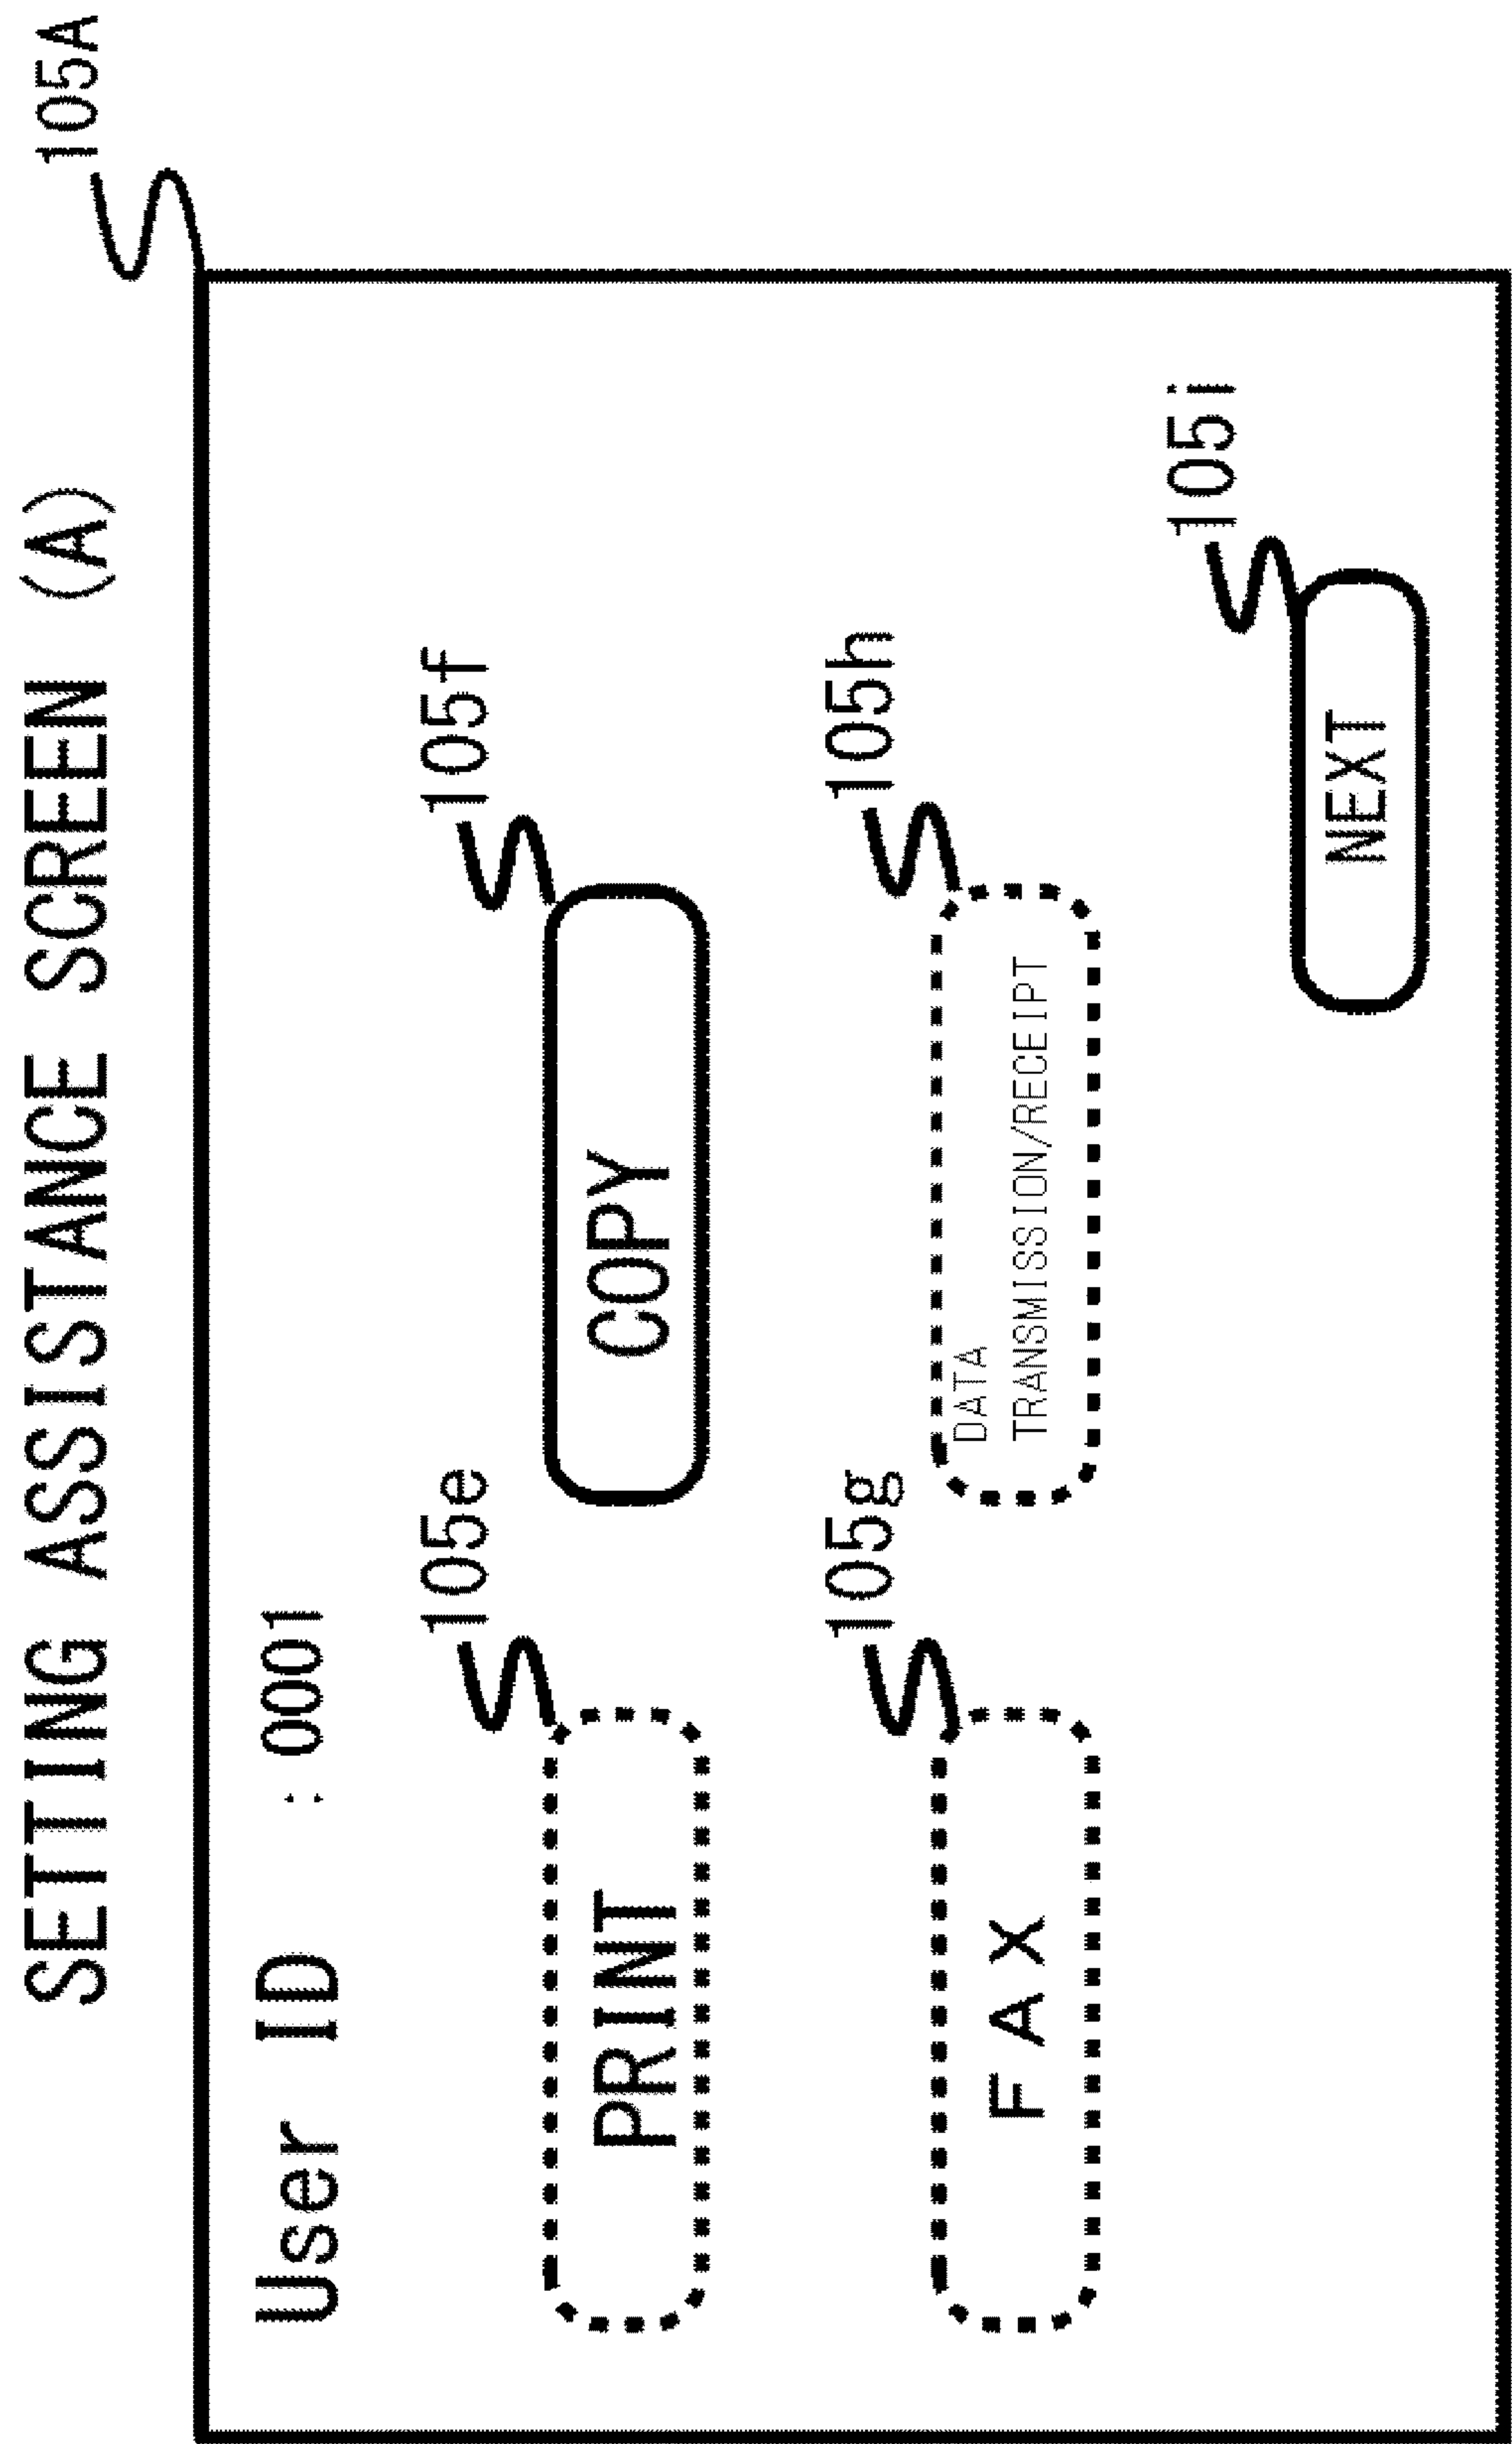 SETTING ASSISTANCE SCREEN (A)
105A
User ID : 0001
105e
105f
PRINT
COPY
105g
105h
FAX
DATA
TRANSMISSION/RECEIPT
105i
NEXT